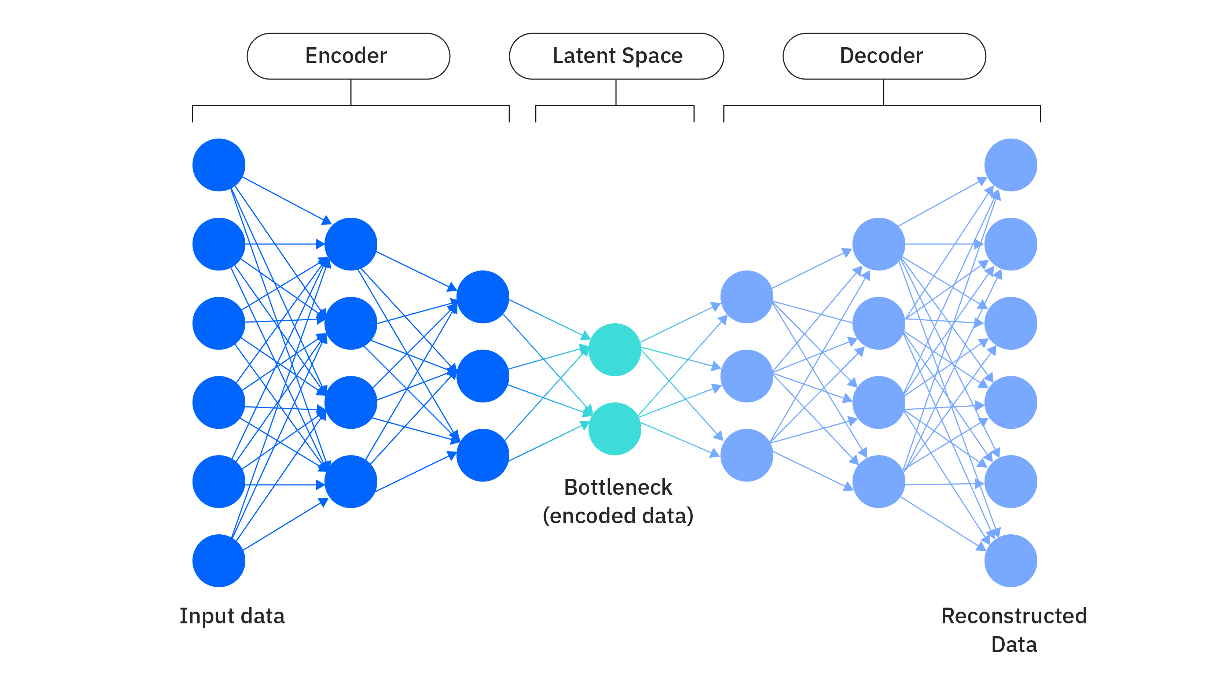 Encoder
Latent Space
Decoder
Bottleneck
(encoded data)
Input data
Reconstructed
Data